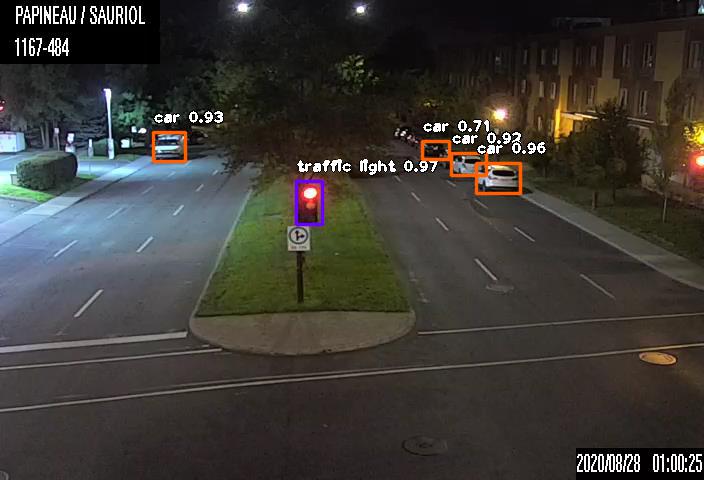 PAPINEAU / SAURIOL
1167-484
car 0.93
car 0.71
car 0.92
car 0.96
traffic light 0.97
2020/08/28 01:00:25